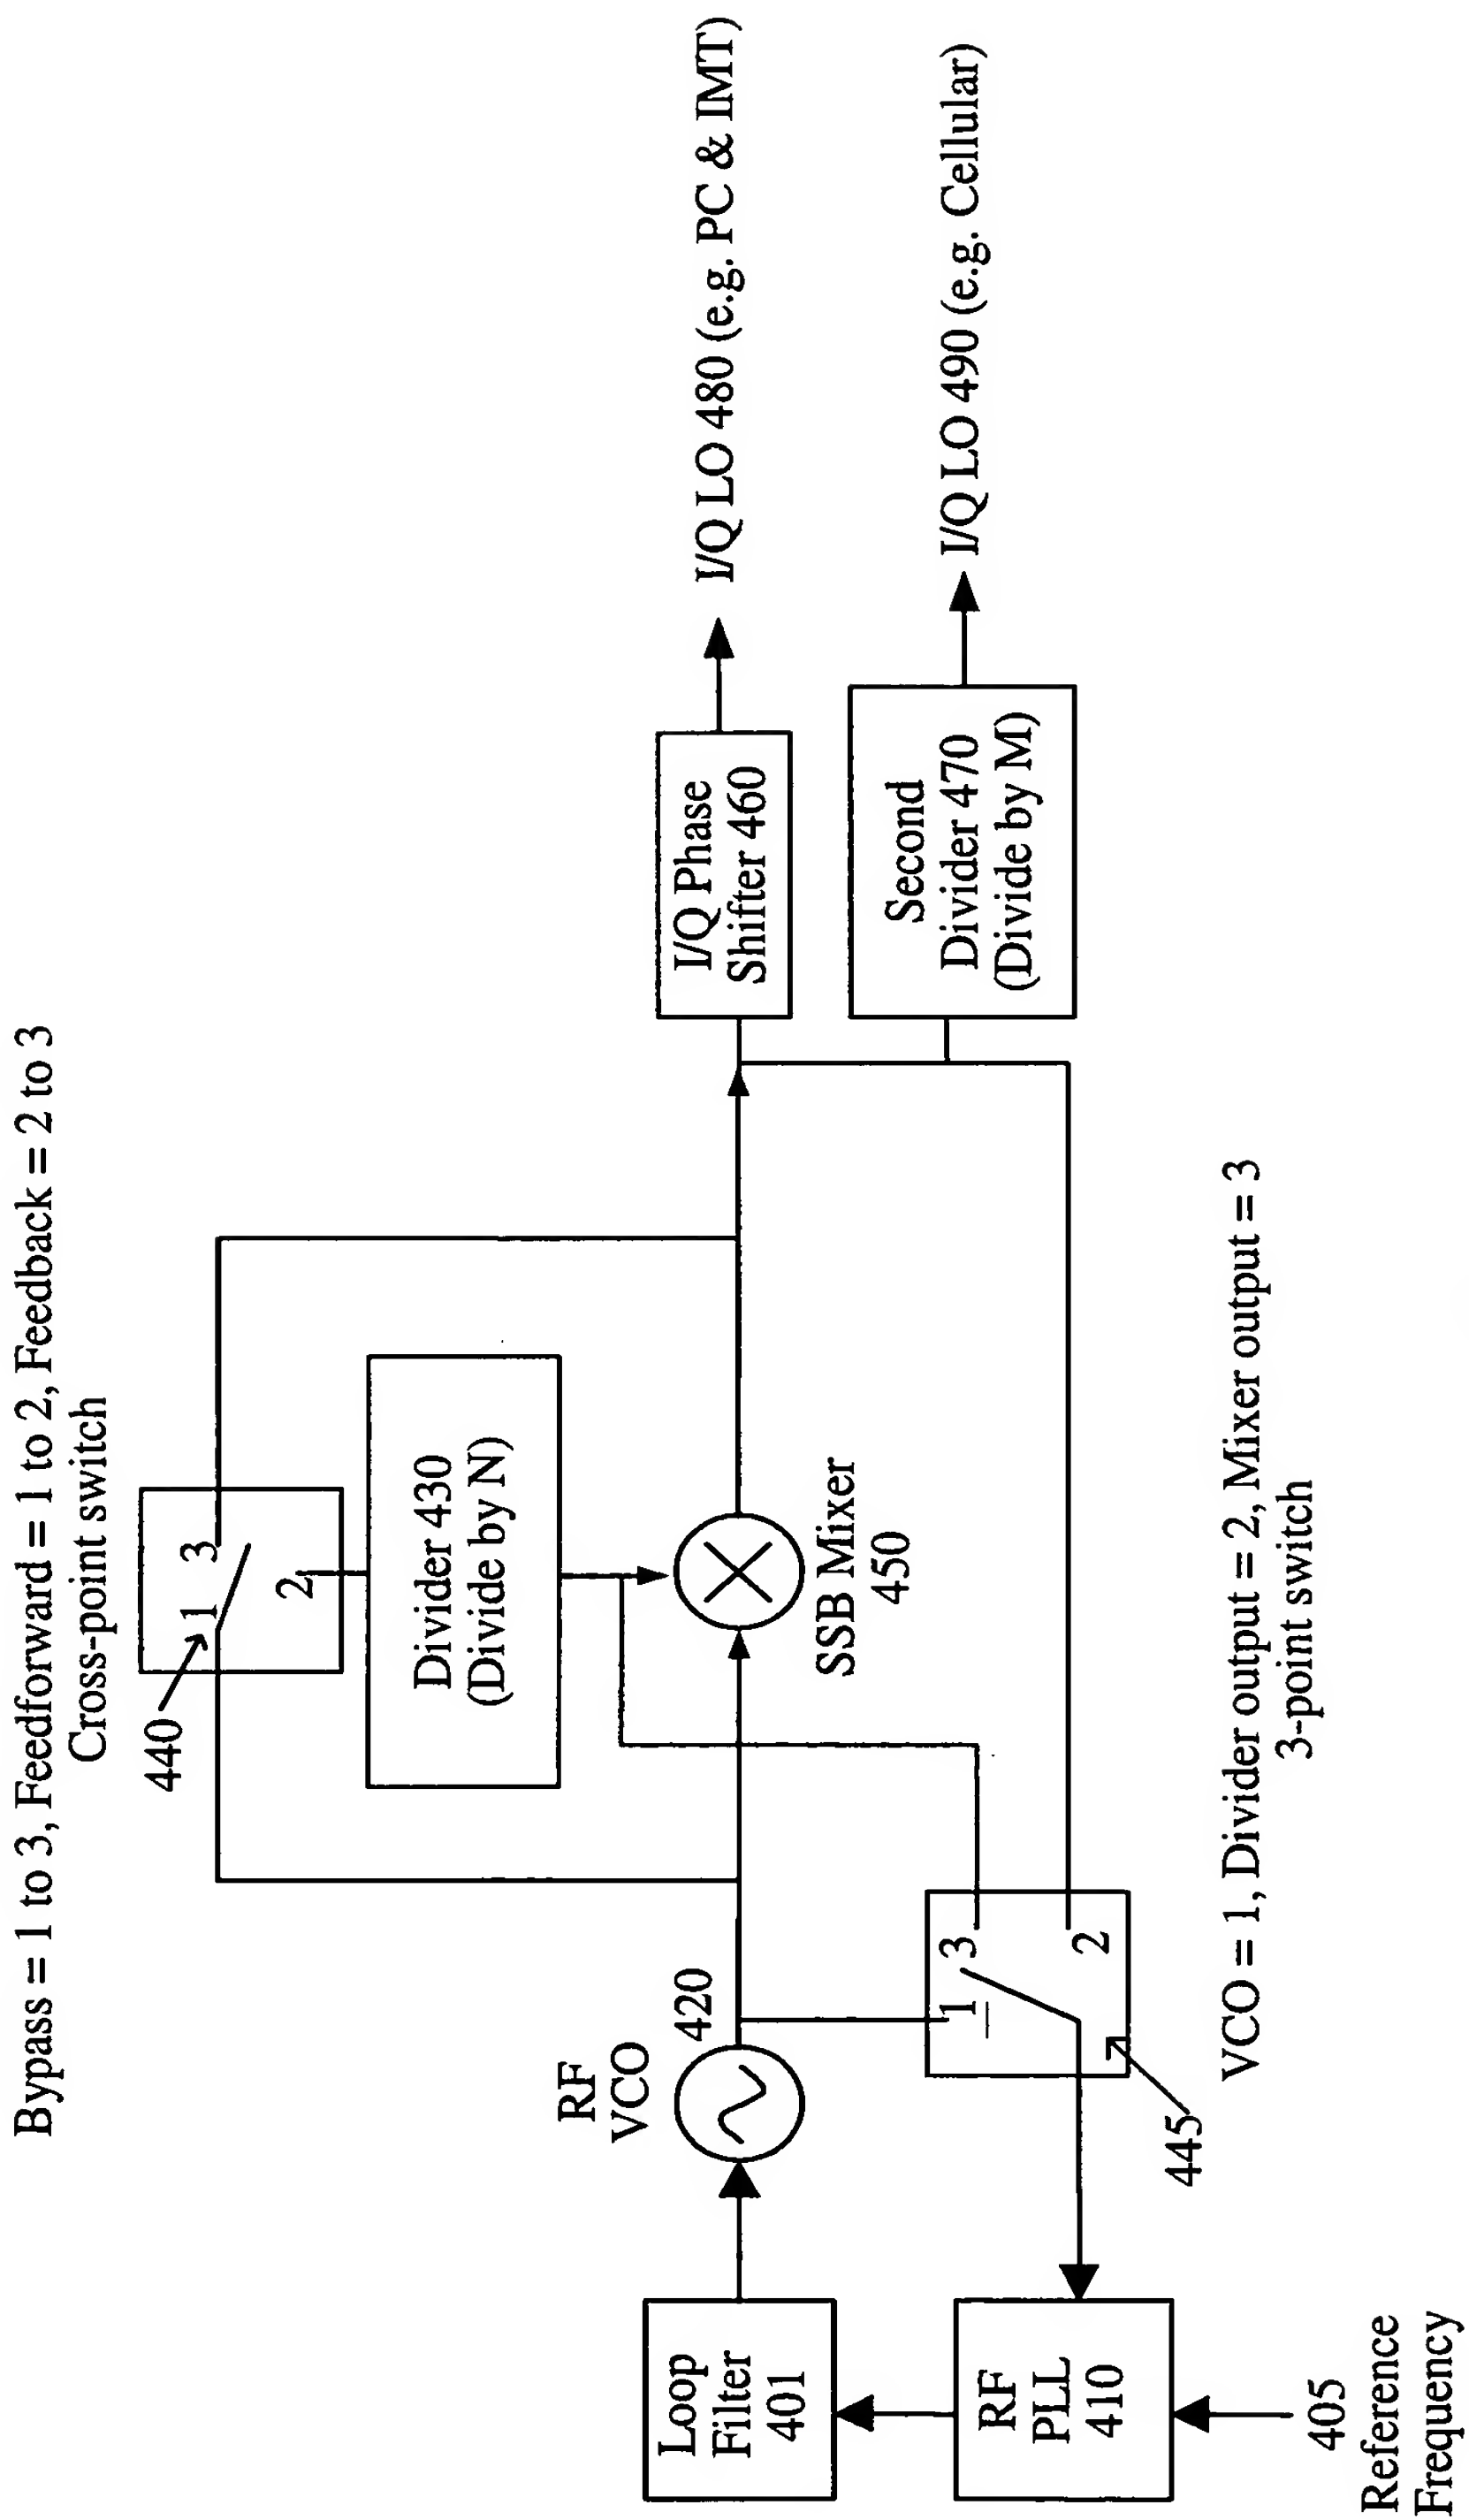 Bypass = 1 to 3, Feedforward = 1 to 2, Feedback = 2 to 3
Cross-point switch
440
1 3
2
Divider 430
(Divide by N)
RF
VCO
420
SSB Mixer
450
I/Q Phase
Shifter 460
I/Q LO 480 (e.g. PC & IMT)
Second
Divider 470
(Divide by M)
I/Q LO 490 (e.g. Cellular)
Loop
Filter
401
RF
PLL
410
1 3
2
445
VCO = 1, Divider output = 2, Mixer output = 3
3-point switch
405
Reference
Frequency